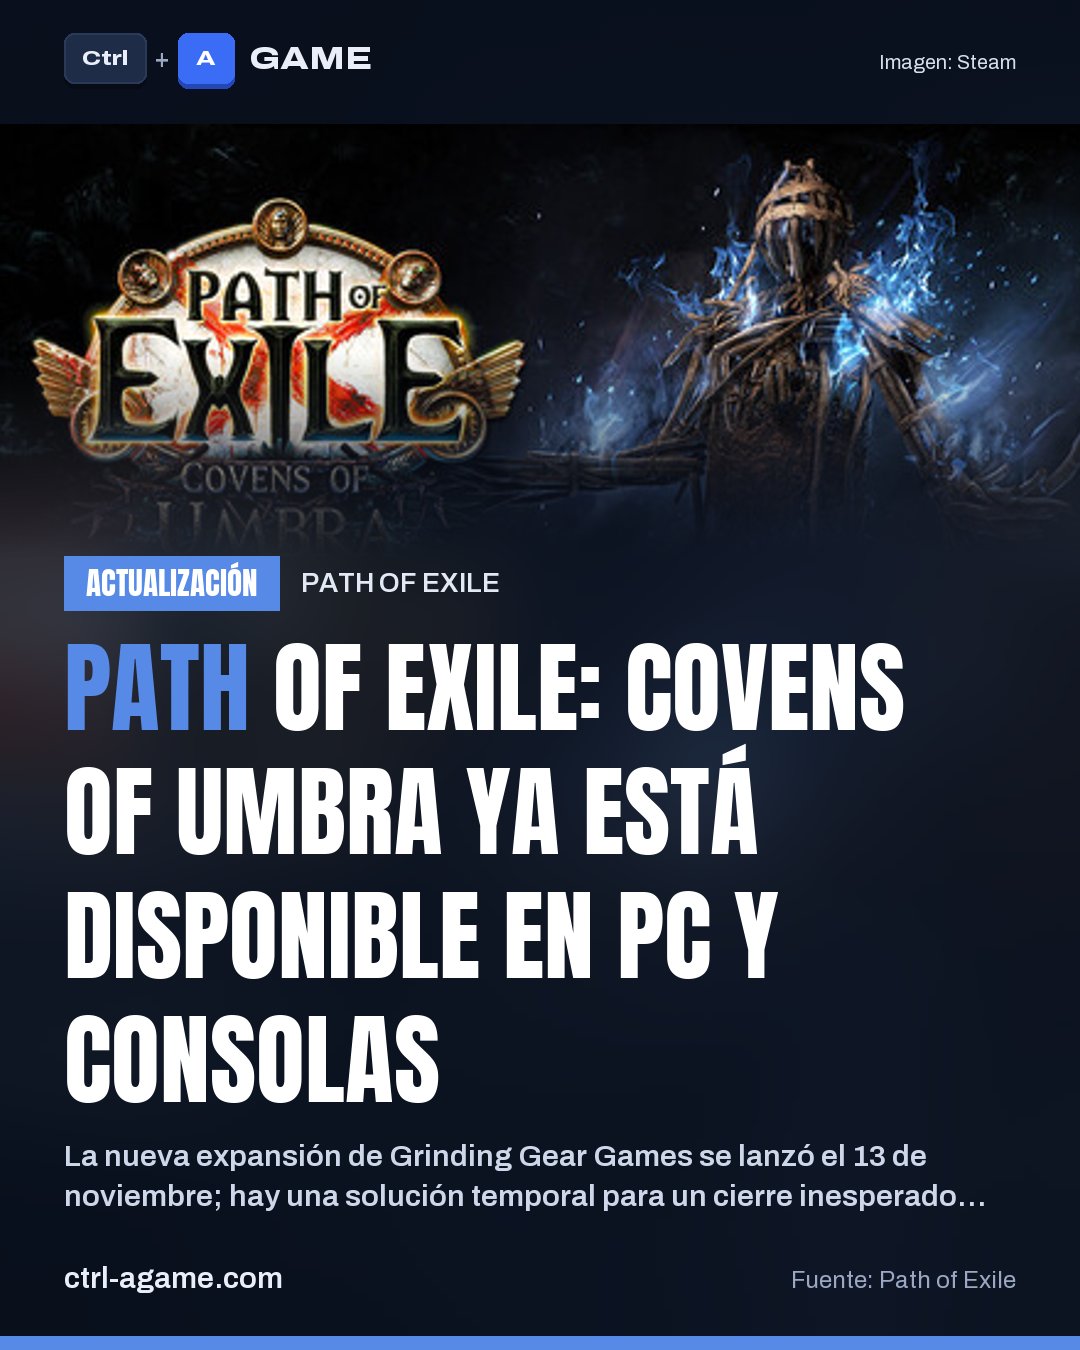 Ctrl + A GAME
Imagen: Steam
PATH OF
EXILE
COVENS OF
UMBRA
ACTUALIZACIÓN PATH OF EXILE
PATH OF EXILE: COVENS
OF UMBRA YA ESTÁ
DISPONIBLE EN PC Y
CONSOLAS
La nueva expansión de Grinding Gear Games se lanzó el 13 de
noviembre; hay una solución temporal para un cierre inesperado...
ctrl-agame.com
Fuente: Path of Exile